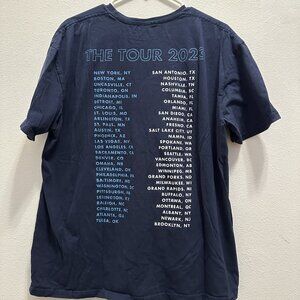 THE TOUR 2023
NEW YORK, NY
BOSTON, MA
UNCASVILLE, CT
TORONTO, ON
INDIANAPOLIS, IN
DETROIT, MI
CHICAGO, IL
ST. LOUIS, MO
ARLINGTON, TX
ST. PAUL, MN
AUSTIN, TX
PHOENIX, AZ
LAS VEGAS, NV
LOS ANGELES, CA
SACRAMENTO, CA
DENVER, CO
OMAHA, NE
CLEVELAND, OH
PHILADELPHIA, PA
BALTIMORE, MD
WASHINGTON, DC
PITTSBURGH, PA
LEXINGTON, KY
RALEIGH, NC
CHARLOTTE, NC
ATLANTA, GA
TULSA, OK
SAN ANTONIO, TX
HOUSTON, TX
NASHVILLE, TN
COLUMBIA, SC
TAMPA, FL
ORLANDO, FL
MIAMI, FL
SAN DIEGO, CA
ANAHEIM, CA
FRESNO, CA
SALT LAKE CITY, UT
NAMPA, ID
SPOKANE, WA
PORTLAND, OR
SEATTLE, WA
VANCOUVER, BC
EDMONTON, AB
WINNIPEG, MB
GRAND FORKS, ND
MILWAUKEE, WI
GRAND RAPIDS, MI
BUFFALO, NY
OTTAWA, ON
MONTREAL, QC
ALBANY, NY
NEWARK, NJ
BROOKLYN, NY